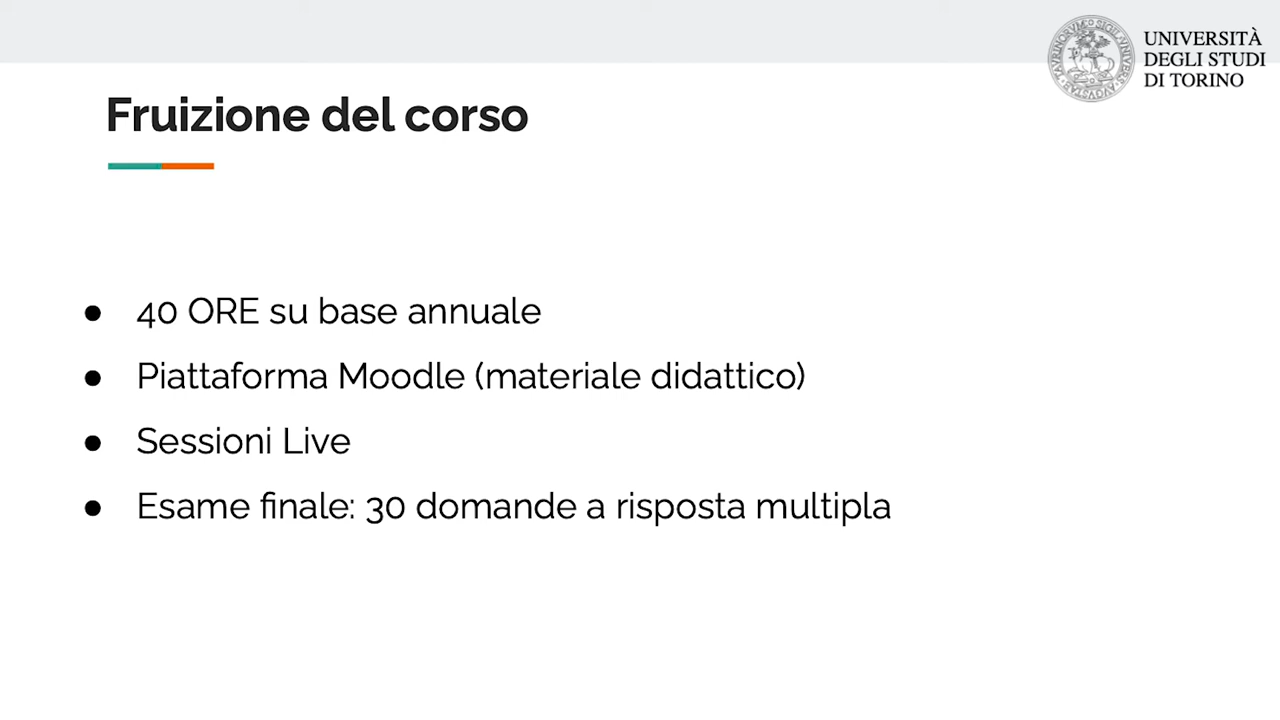 UNIVERSITÀ
DEGLI STUDI
DI TORINO
Fruizione del corso
● 40 ORE su base annuale
● Piattaforma Moodle (materiale didattico)
● Sessioni Live
● Esame finale: 30 domande a risposta multipla